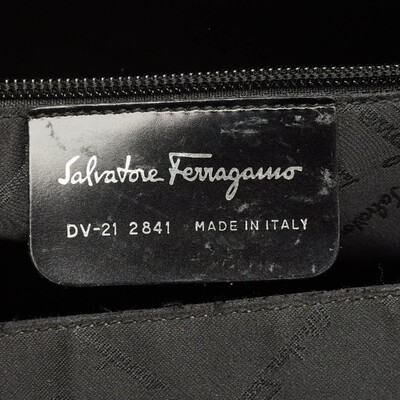 Salvatore Ferragamo
DV-21 2841 MADE IN ITALY